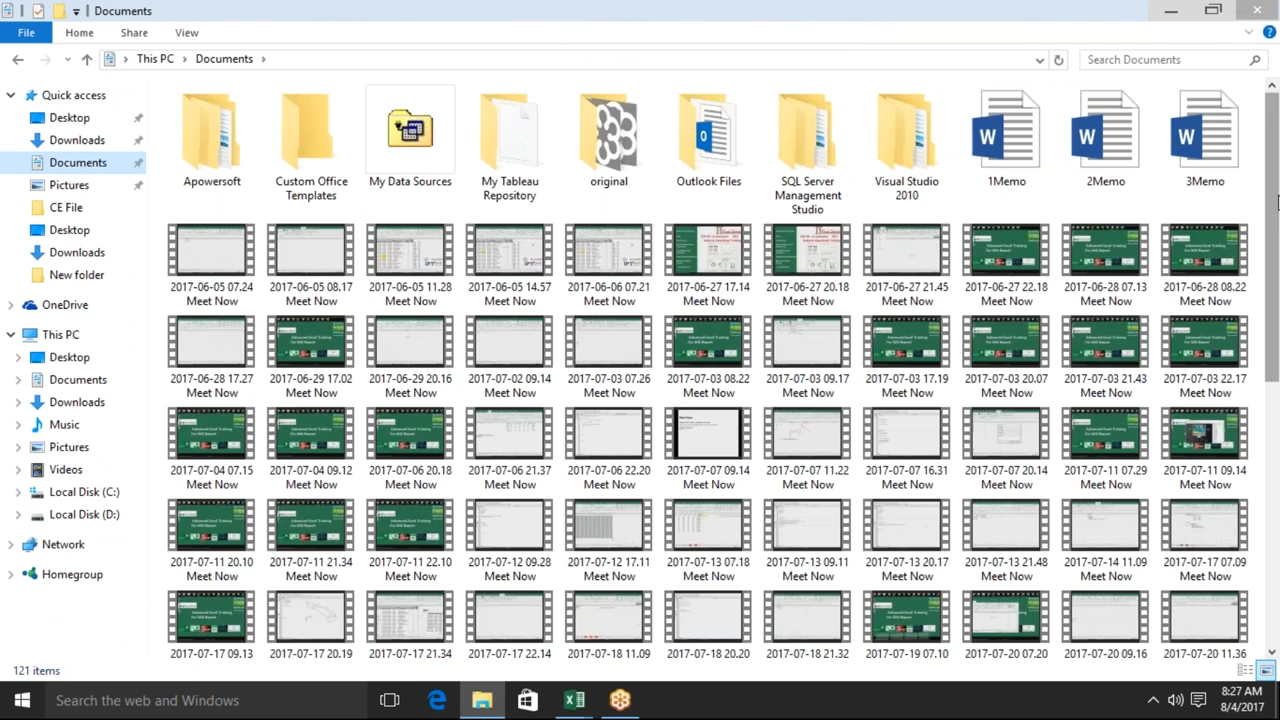 Documents
File Home Share View
This PC Documents
Search Documents
Quick access
Desktop
Downloads
Documents
Pictures
CE File
Desktop
Downloads
New folder
OneDrive
This PC
Desktop
Documents
Downloads
Music
Pictures
Videos
Local Disk (C:)
Local Disk (D:)
Network
Homegroup
Apowersoft
Custom Office
Templates
My Data Sources
My Tableau
Repository
original
Outlook Files
SQL Server
Management
Studio
Visual Studio
2010
1Memo
2Memo
3Memo
2017-06-05 07.24 2017-06-05 08.17 2017-06-05 11.28 2017-06-05 14.57 2017-06-06 07.21 2017-06-27 17.14 2017-06-27 20.18 2017-06-27 21.45 2017-06-27 22.18 2017-06-28 07.13 2017-06-28 08.22
Meet Now Meet Now Meet Now Meet Now Meet Now Meet Now Meet Now Meet Now Meet Now Meet Now Meet Now
2017-06-28 17.27 2017-06-29 17.02 2017-06-29 20.16 2017-07-02 09.14 2017-07-03 07.26 2017-07-03 08.22 2017-07-03 09.17 2017-07-03 17.19 2017-07-03 20.07 2017-07-03 21.43 2017-07-03 22.17
Meet Now Meet Now Meet Now Meet Now Meet Now Meet Now Meet Now Meet Now Meet Now Meet Now Meet Now
2017-07-04 07.15 2017-07-04 09.12 2017-07-06 20.18 2017-07-06 21.37 2017-07-06 22.20 2017-07-07 09.14 2017-07-07 11.22 2017-07-07 16.31 2017-07-07 20.14 2017-07-11 07.29 2017-07-11 09.14
Meet Now Meet Now Meet Now Meet Now Meet Now Meet Now Meet Now Meet Now Meet Now Meet Now Meet Now
2017-07-11 20.10 2017-07-11 21.34 2017-07-11 22.10 2017-07-12 09.28 2017-07-12 17.11 2017-07-13 07.18 2017-07-13 09.11 2017-07-13 20.17 2017-07-13 21.48 2017-07-14 11.09 2017-07-17 07.09
Meet Now Meet Now Meet Now Meet Now Meet Now Meet Now Meet Now Meet Now Meet Now Meet Now Meet Now
2017-07-17 09.13 2017-07-17 20.19 2017-07-17 21.34 2017-07-17 22.14 2017-07-18 11.09 2017-07-18 20.20 2017-07-18 21.32 2017-07-19 07.10 2017-07-20 07.20 2017-07-20 09.16 2017-07-20 11.36
121 items
Search the web and Windows
8:27 AM
8/4/2017